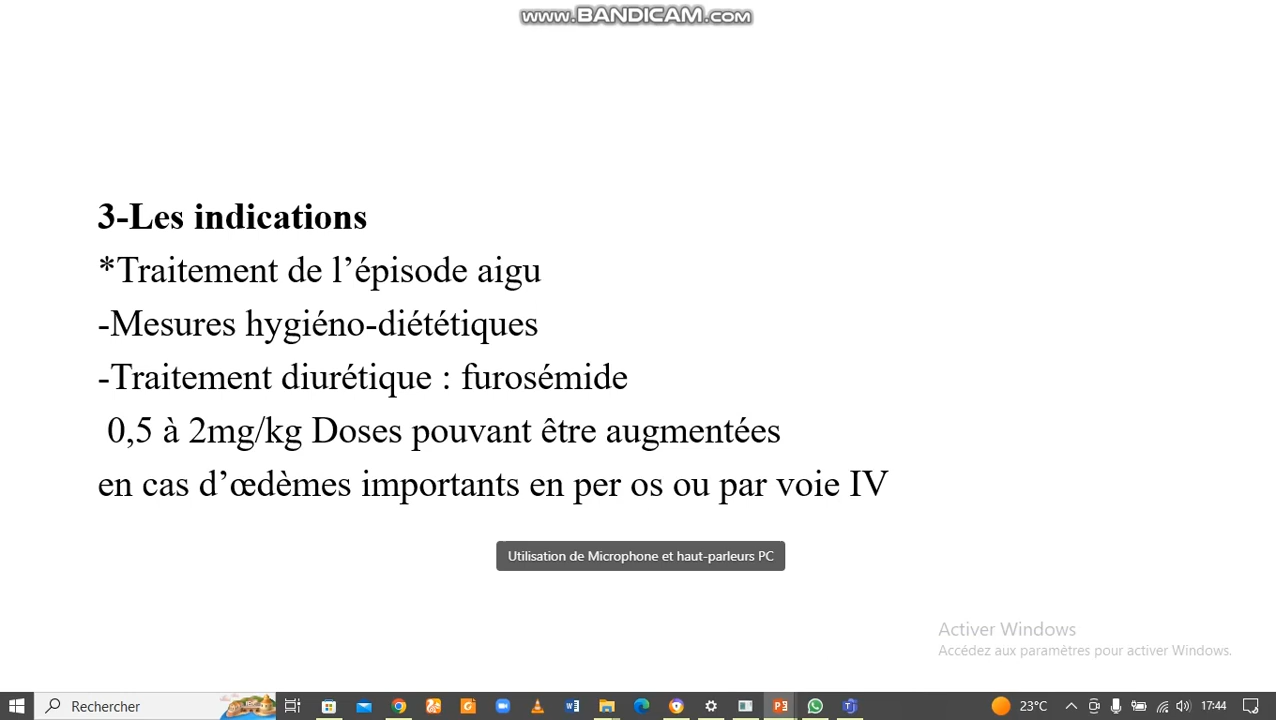 www.BANDICAM.com
3-Les indications
*Traitement de l’épisode aigu
-Mesures hygiéno-diététiques
-Traitement diurétique : furosémide
0,5 à 2mg/kg Doses pouvant être augmentées
en cas d’œdèmes importants en per os ou par voie IV
Utilisation de Microphone et haut-parleurs PC
Activer Windows
Accédez aux paramètres pour activer Windows.
Rechercher
23°C
17:44